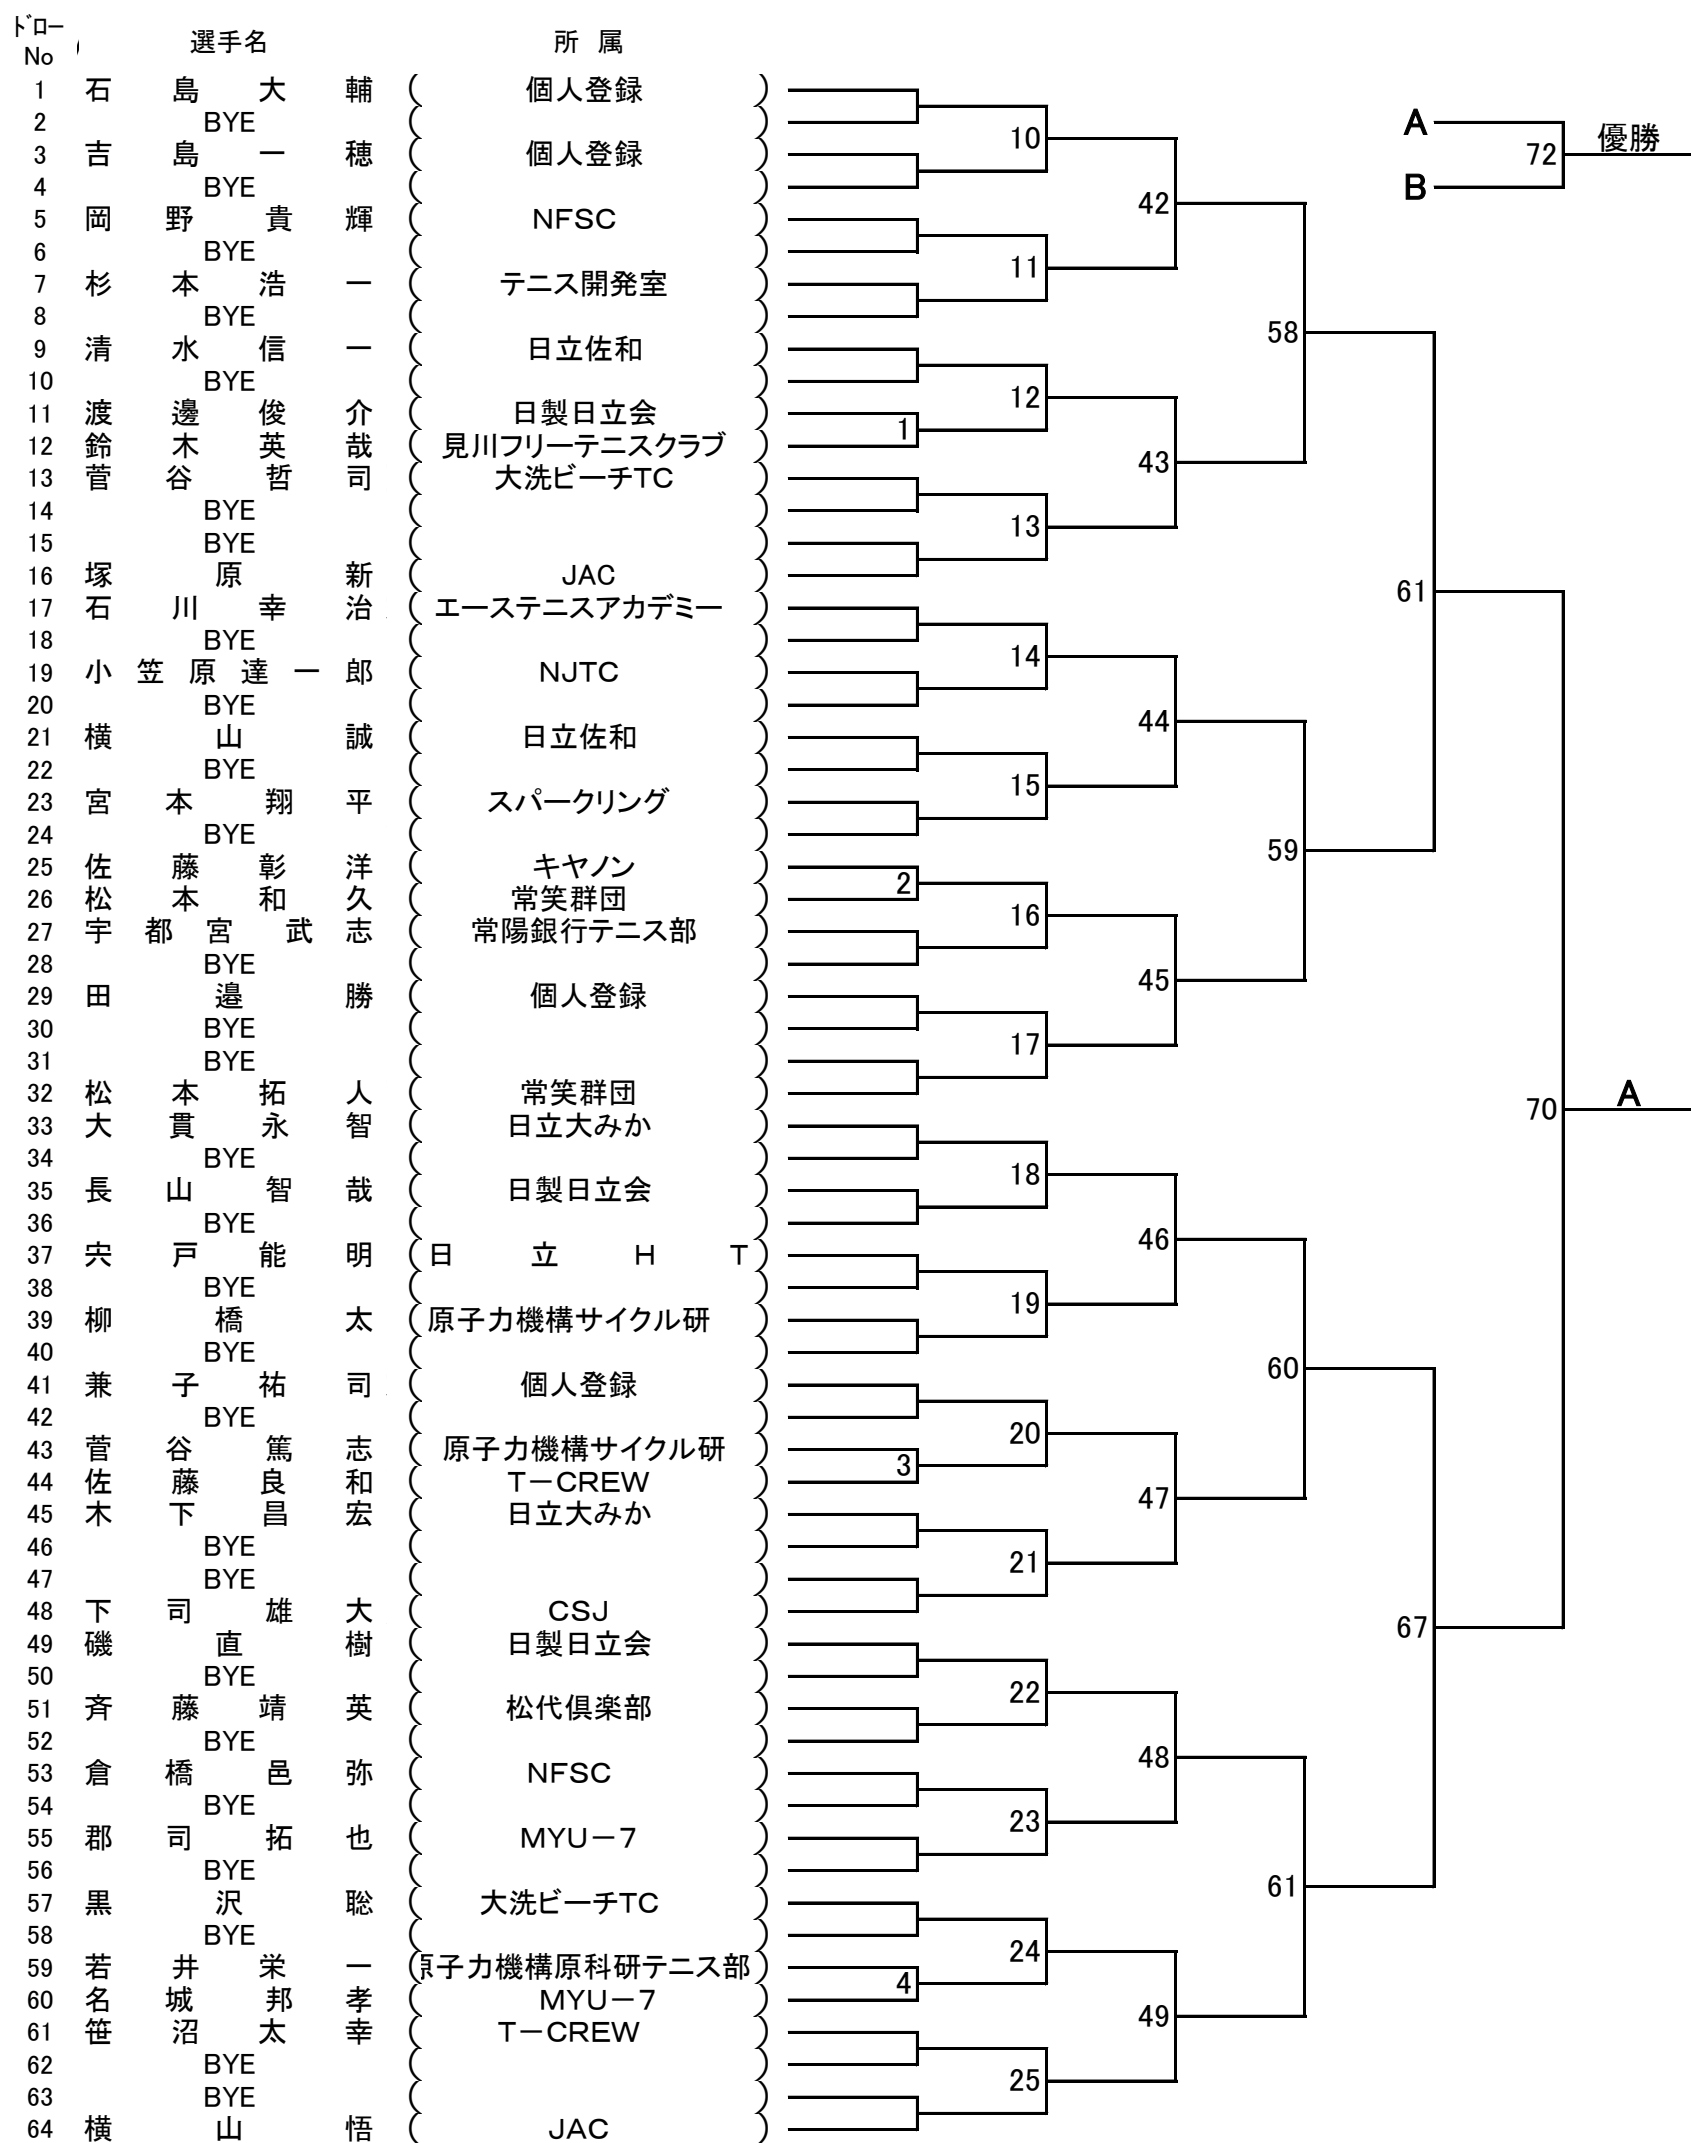 ﾄﾞﾛｰ
No 選手名 所属
1 石島大輔 ( 個人登録 )
2 BYE ( )
3 吉島一穂 ( 個人登録 )
4 BYE ( )
5 岡野貴輝 ( NFSC )
6 BYE ( )
7 杉本浩一 ( テニス開発室 )
8 BYE ( )
9 清水信一 ( 日立佐和 )
10 BYE ( )
11 渡邊俊介 ( 日製日立会 )
12 鈴木英哉 ( 見川フリーテニスクラブ )
13 菅谷哲司 ( 大洗ビーチTC )
14 BYE ( )
15 BYE ( )
16 塚原新 ( JAC )
17 石川幸治 ( エーステニスアカデミー )
18 BYE ( )
19 小笠原達一郎 ( NJTC )
20 BYE ( )
21 横山誠 ( 日立佐和 )
22 BYE ( )
23 宮本翔平 ( スパークリング )
24 BYE ( )
25 佐藤彰洋 ( キヤノン )
26 松本和久 ( 常笑群団 )
27 宇都宮武志 ( 常陽銀行テニス部 )
28 BYE ( )
29 田邉勝 ( 個人登録 )
30 BYE ( )
31 BYE ( )
32 松本拓人 ( 常笑群団 )
33 大貫永智 ( 日立大みか )
34 BYE ( )
35 長山智哉 ( 日製日立会 )
36 BYE ( )
37 宍戸能明 ( 日立HT )
38 BYE ( )
39 柳橋太 ( 原子力機構サイクル研 )
40 BYE ( )
41 兼子祐司 ( 個人登録 )
42 BYE ( )
43 菅谷篤志 ( 原子力機構サイクル研 )
44 佐藤良和 ( T－CREW )
45 木下昌宏 ( 日立大みか )
46 BYE ( )
47 BYE ( )
48 下司雄大 ( CSJ )
49 磯直樹 ( 日製日立会 )
50 BYE ( )
51 斉藤靖英 ( 松代倶楽部 )
52 BYE ( )
53 倉橋邑弥 ( NFSC )
54 BYE ( )
55 郡司拓也 ( MYU－7 )
56 BYE ( )
57 黒沢聡 ( 大洗ビーチTC )
58 BYE ( )
59 若井栄一 ( 原子力機構原科研テニス部 )
60 名城邦孝 ( MYU－7 )
61 笹沼太幸 ( T－CREW )
62 BYE ( )
63 BYE ( )
64 横山悟 ( JAC )
1
2
3
4
10
11
12
13
14
15
16
17
18
19
20
21
22
23
24
25
42
43
44
45
46
47
48
49
58
59
60
61
61
67
70
A
A
B
72
優勝